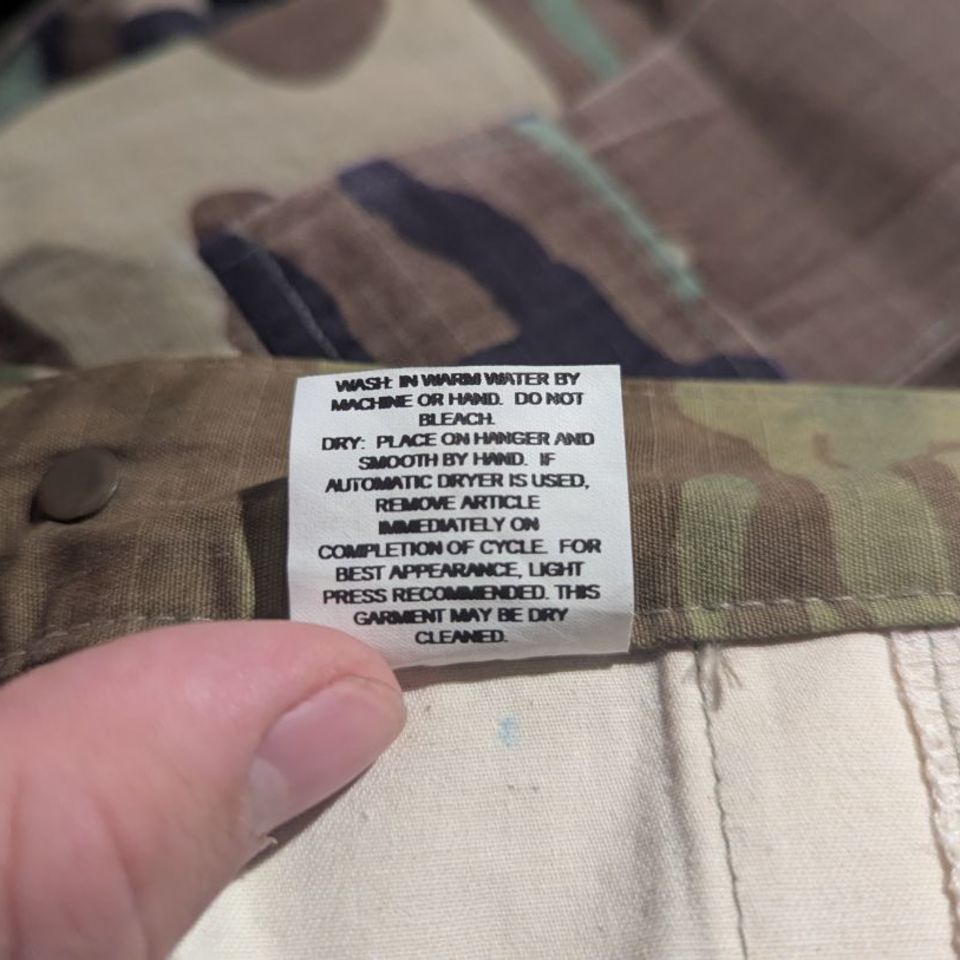 WASH: IN WARM WATER BY
MACHINE OR HAND. DO NOT
BLEACH.
DRY: PLACE ON HANGER AND
SMOOTH BY HAND. IF
AUTOMATIC DRYER IS USED,
REMOVE ARTICLE
IMMEDIATELY ON
COMPLETION OF CYCLE. FOR
BEST APPEARANCE, LIGHT
PRESS RECOMMENDED. THIS
GARMENT MAY BE DRY
CLEANED.